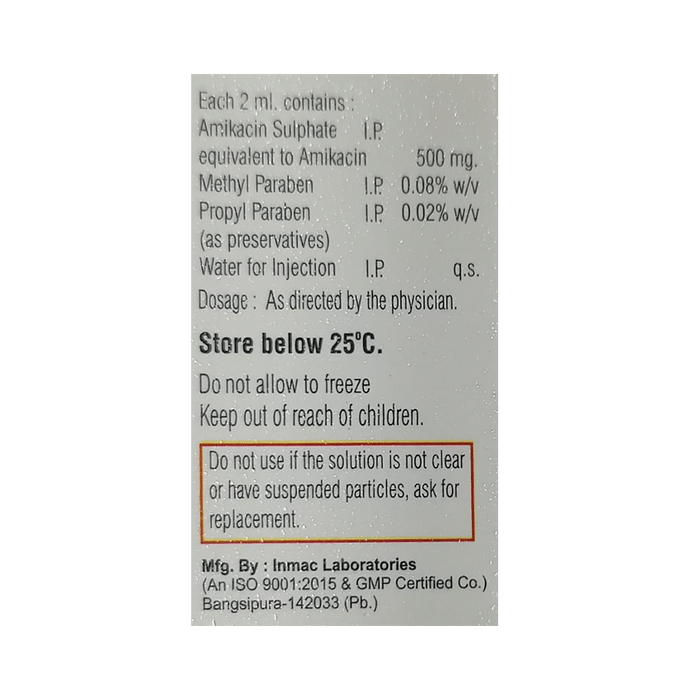 Each 2 ml. contains :
Amikacin Sulphate I.P.
equivalent to Amikacin 500 mg.
Methyl Paraben I.P. 0.08% w/v
Propyl Paraben I.P. 0.02% w/v
(as preservatives)
Water for Injection I.P. q.s.
Dosage : As directed by the physician.
Store below 25°C.
Do not allow to freeze
Keep out of reach of children.
Do not use if the solution is not clear
or have suspended particles, ask for
replacement.
Mfg. By : Inmac Laboratories
(An ISO 9001:2015 & GMP Certified Co.)
Bangsipura-142033 (Pb.)